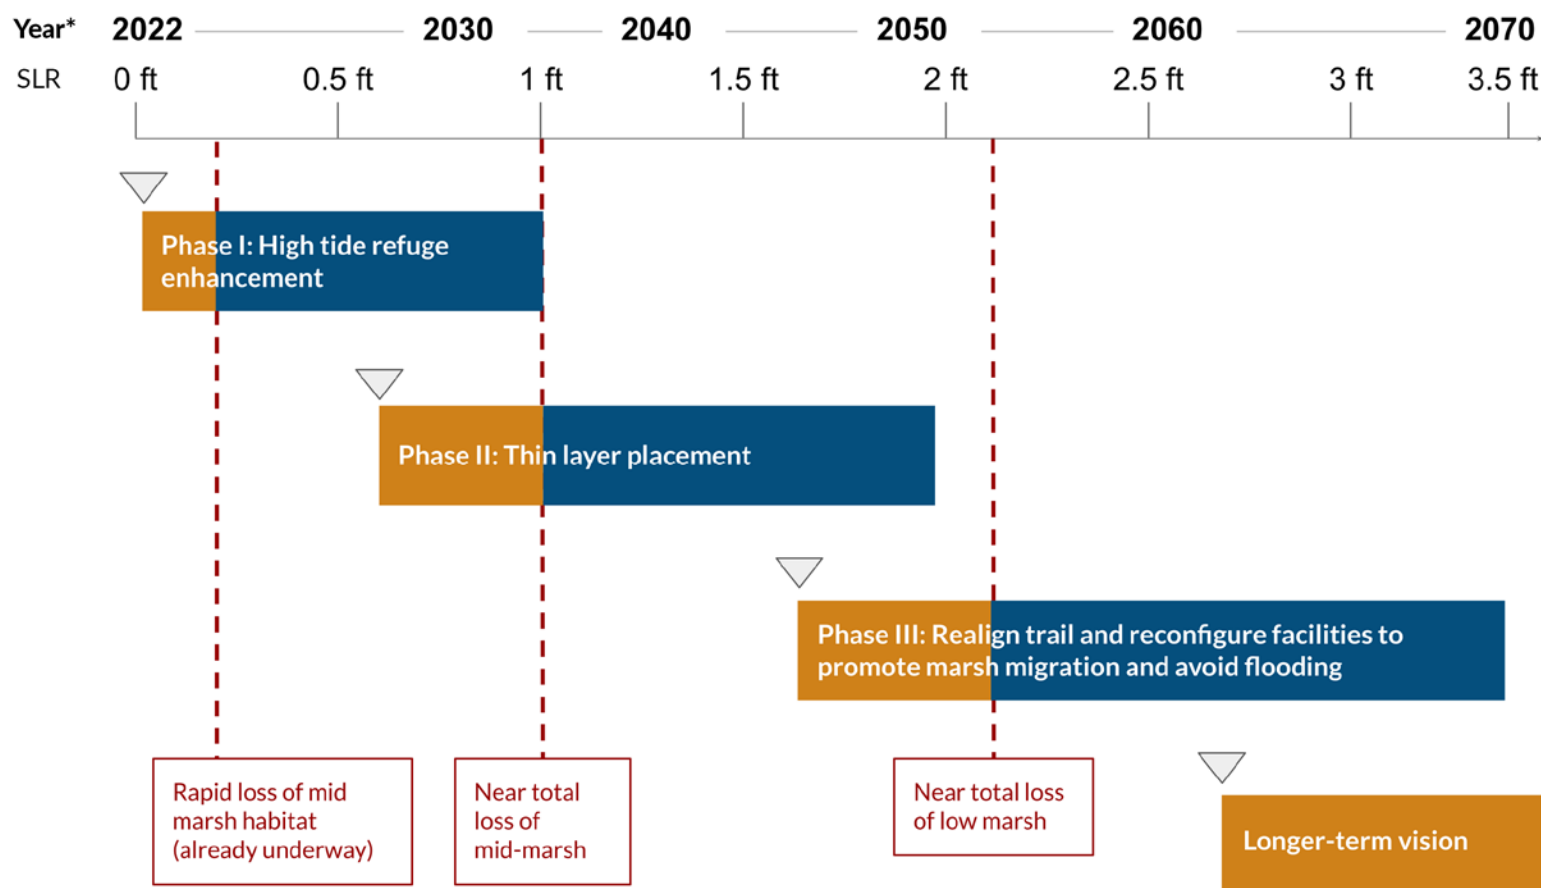 Year* 2022 2030 2040 2050 2060 2070
SLR 0 ft 0.5 ft 1 ft 1.5 ft 2 ft 2.5 ft 3 ft 3.5 ft
Phase I: High tide refuge
enhancement
Phase II: Thin layer placement
Phase III: Realign trail and reconfigure facilities to
promote marsh migration and avoid flooding
Rapid loss of mid
marsh habitat
(already underway)
Near total
loss of
mid-marsh
Near total loss
of low marsh
Longer-term vision